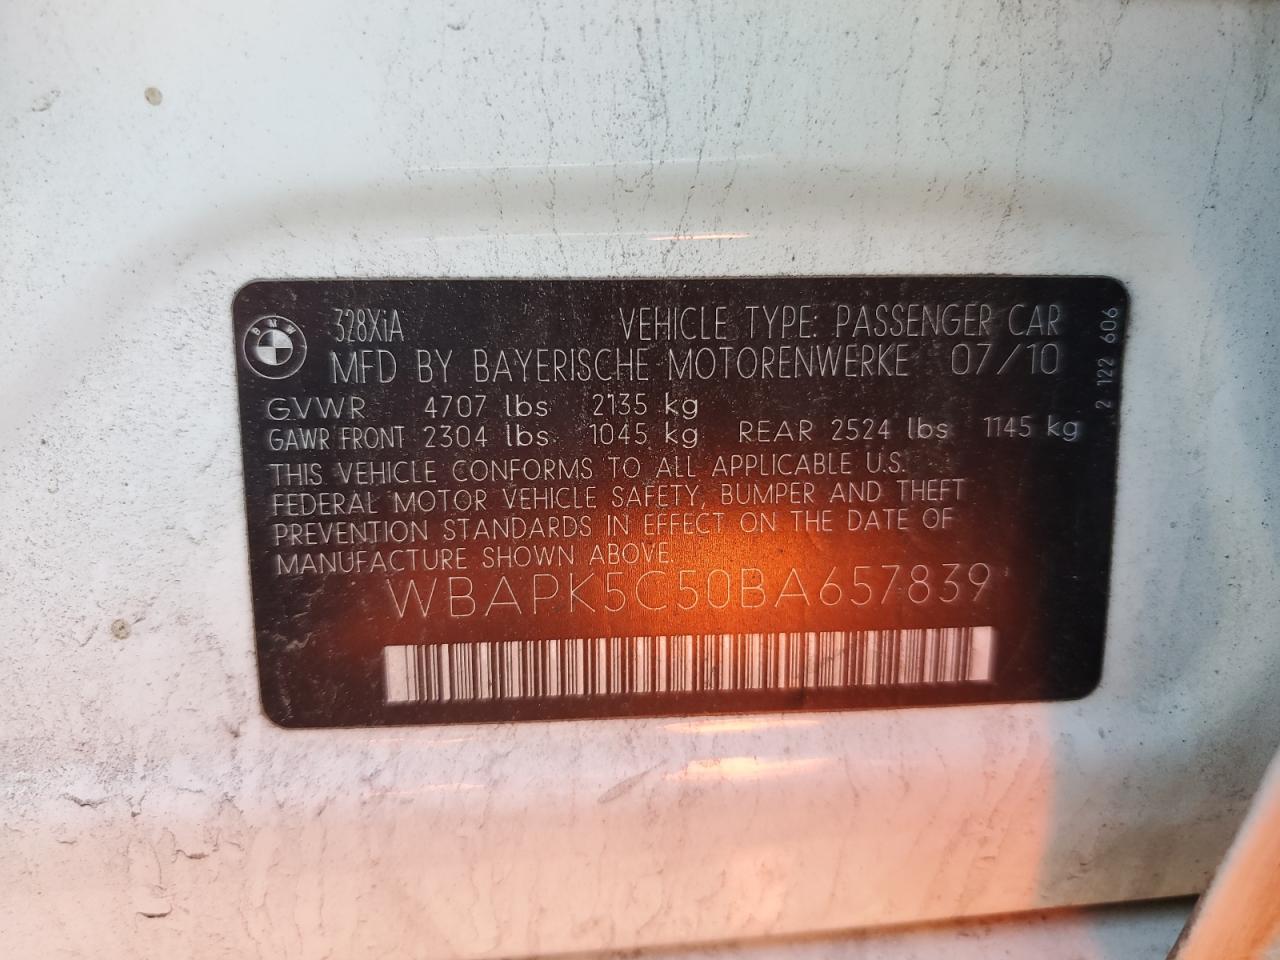 BMW
328XiA VEHICLE TYPE: PASSENGER CAR
MFD BY BAYERISCHE MOTORENWERKE 07/10
GVWR 4707 lbs 2135 kg
GAWR FRONT 2304 lbs 1045 kg REAR 2524 lbs 1145 kg
THIS VEHICLE CONFORMS TO ALL APPLICABLE U.S.
FEDERAL MOTOR VEHICLE SAFETY, BUMPER AND THEFT
PREVENTION STANDARDS IN EFFECT ON THE DATE OF
MANUFACTURE SHOWN ABOVE.
WBAPK5C50BA657839
2 122 606